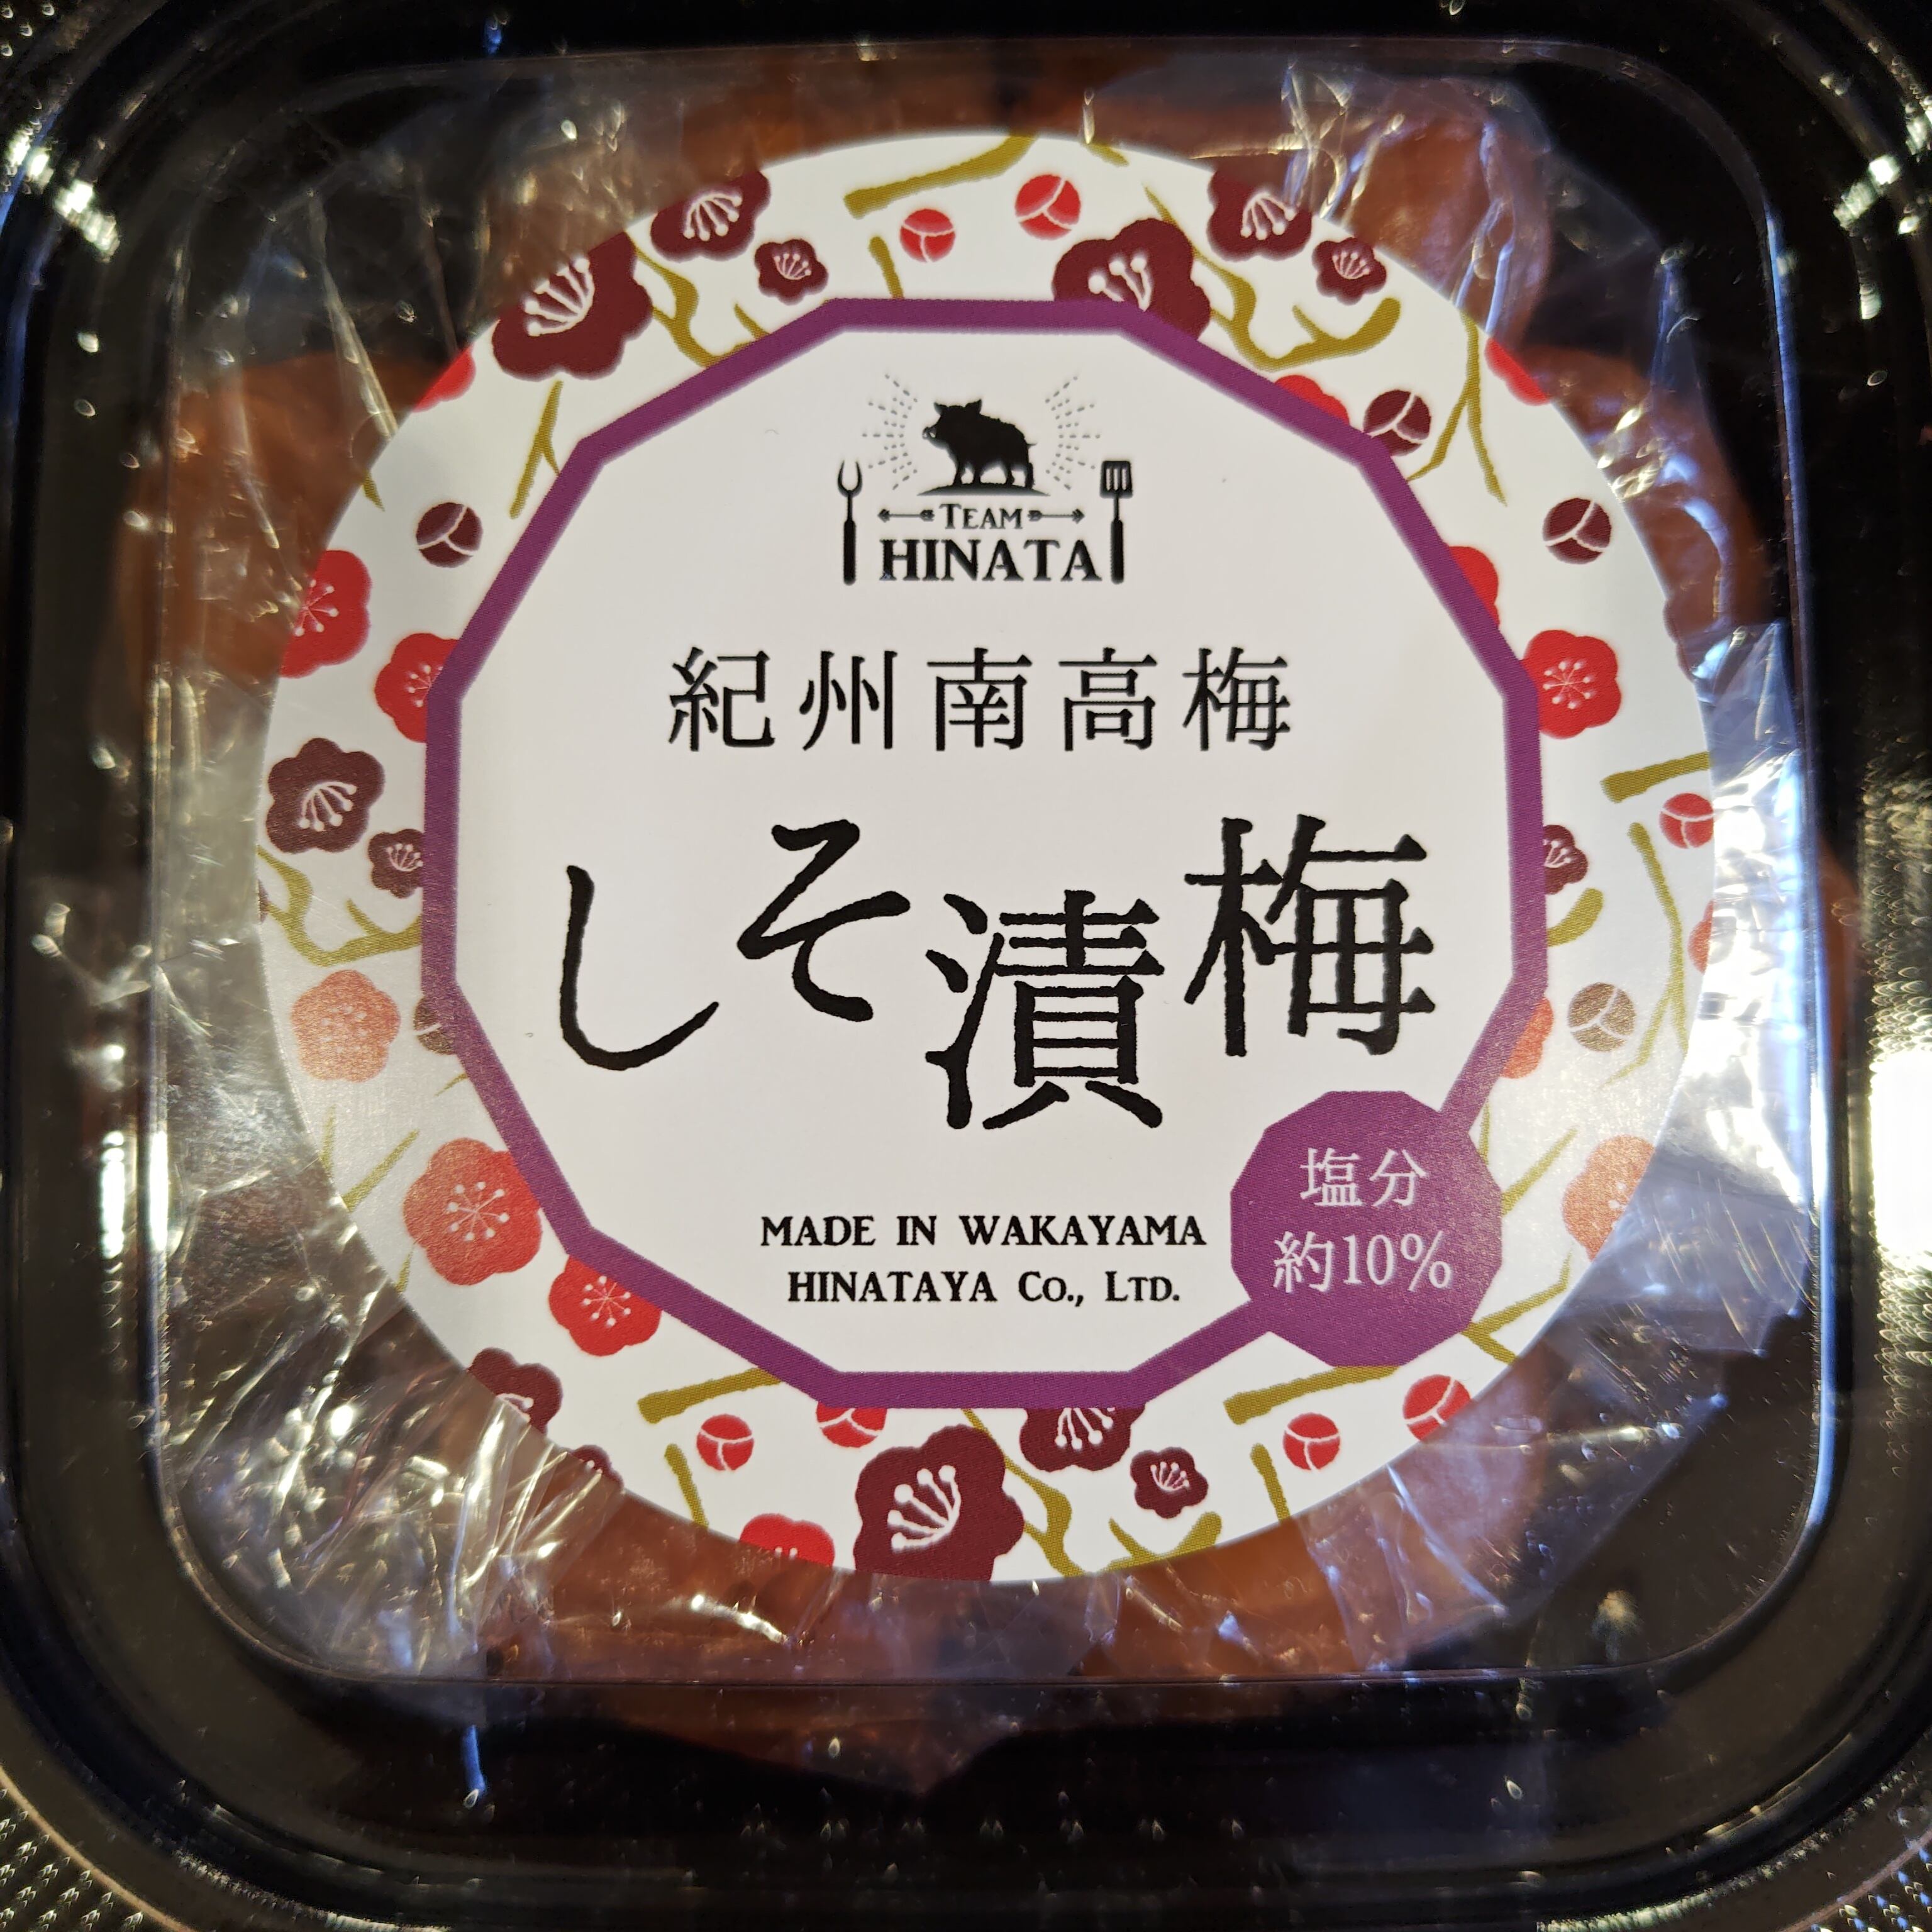 TEAM
HINATA
紀州南高梅
しそ漬梅
MADE IN WAKAYAMA
HINATAYA CO., LTD.
塩分
約10%